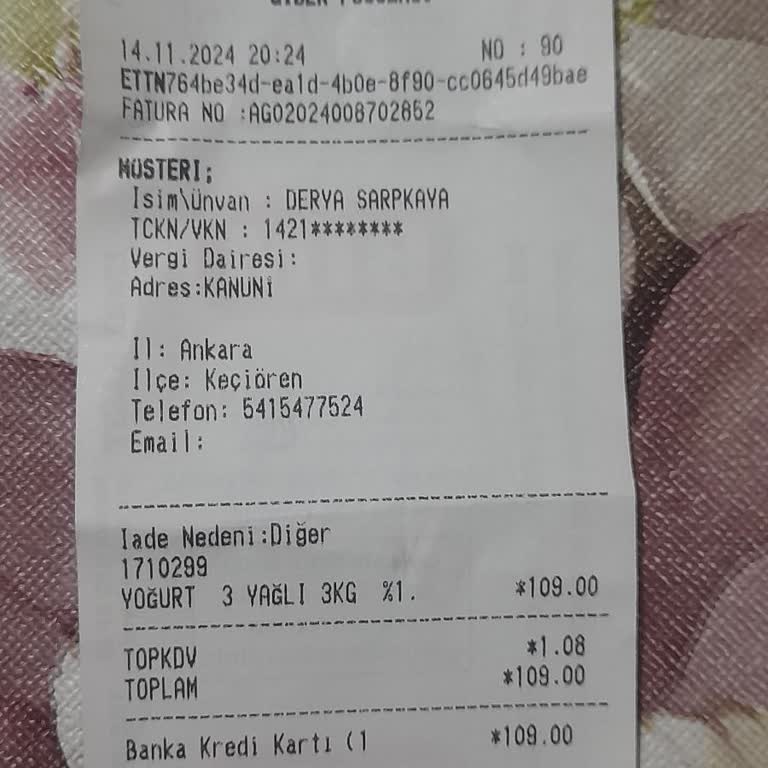 14.11.2024 20:24 NO : 90
ETTN764be34d-ea1d-4b0e-8f90-cc0645d49bae
FATURA NO :AG02024008702852
MÜSTERI;
Isim\Ünvan : DERYA SARPKAYA
TCKN/VKN : 1421********
Vergi Dairesi:
Adres:KANUNİ
Il: Ankara
Ilçe: Keçiören
Telefon: 5415477524
Email:
Iade Nedeni:Diğer
1710299
YOĞURT 3 YAĞLI 3KG %1. *109.00
TOPKDV *1.08
TOPLAM *109.00
Banka Kredi Kartı (1 *109.00